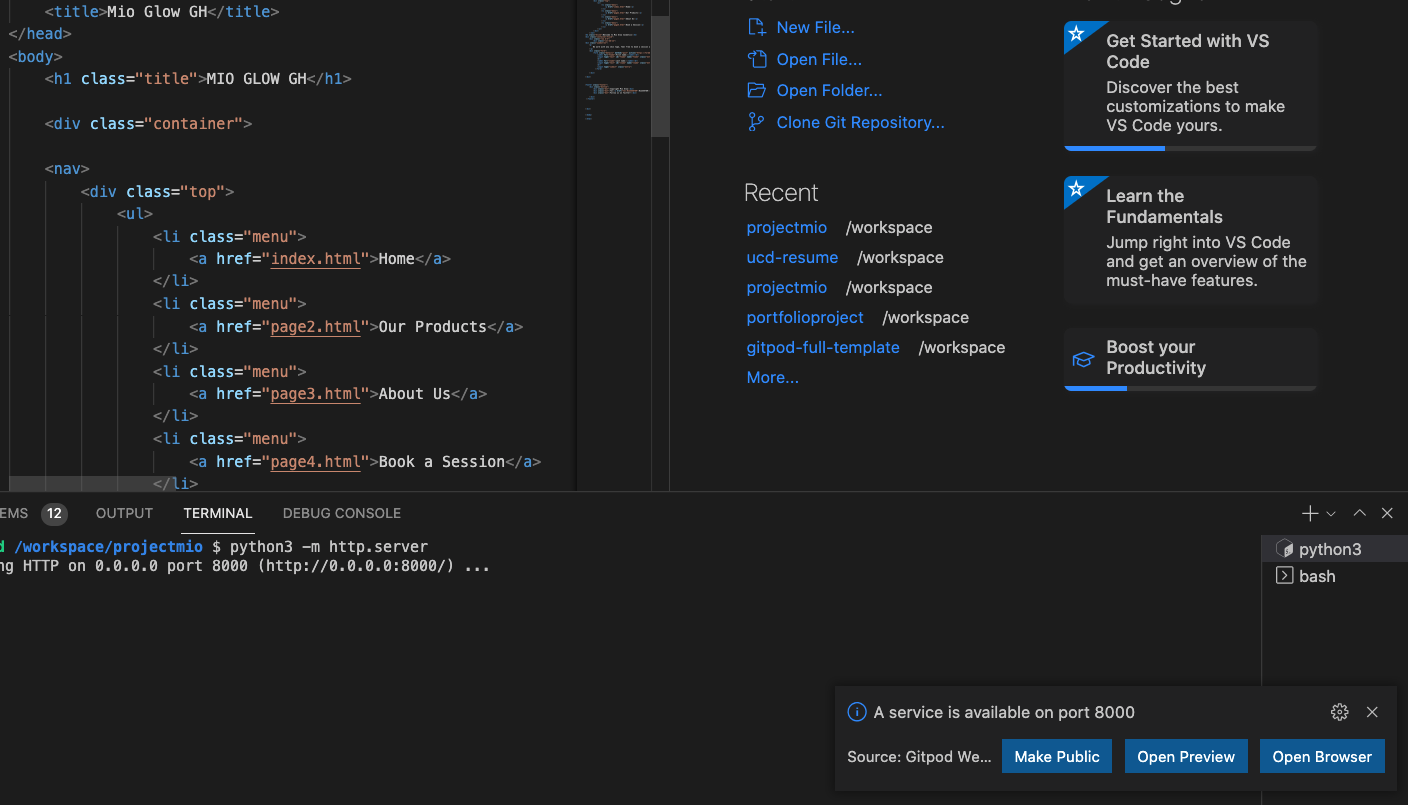 <title>Mio Glow GH</title>
</head>
<body>
<h1 class="title">MIO GLOW GH</h1>
<div class="container">
<nav>
<div class="top">
<ul>
<li class="menu">
<a href="index.html">Home</a>
</li>
<li class="menu">
<a href="page2.html">Our Products</a>
</li>
<li class="menu">
<a href="page3.html">About Us</a>
</li>
<li class="menu">
<a href="page4.html">Book a Session</a>
</li>
New File...
Open File...
Open Folder...
Clone Git Repository...
Recent
projectmio /workspace
ucd-resume /workspace
projectmio /workspace
portfolioproject /workspace
gitpod-full-template /workspace
More...
Get Started with VS
Code
Discover the best
customizations to make
VS Code yours.
Learn the
Fundamentals
Jump right into VS Code
and get an overview of the
must-have features.
Boost your
Productivity
EMS 12 OUTPUT TERMINAL DEBUG CONSOLE
d /workspace/projectmio $ python3 -m http.server
ng HTTP on 0.0.0.0 port 8000 (http://0.0.0.0:8000/) ...
python3
bash
A service is available on port 8000
Source: Gitpod We... Make Public Open Preview Open Browser